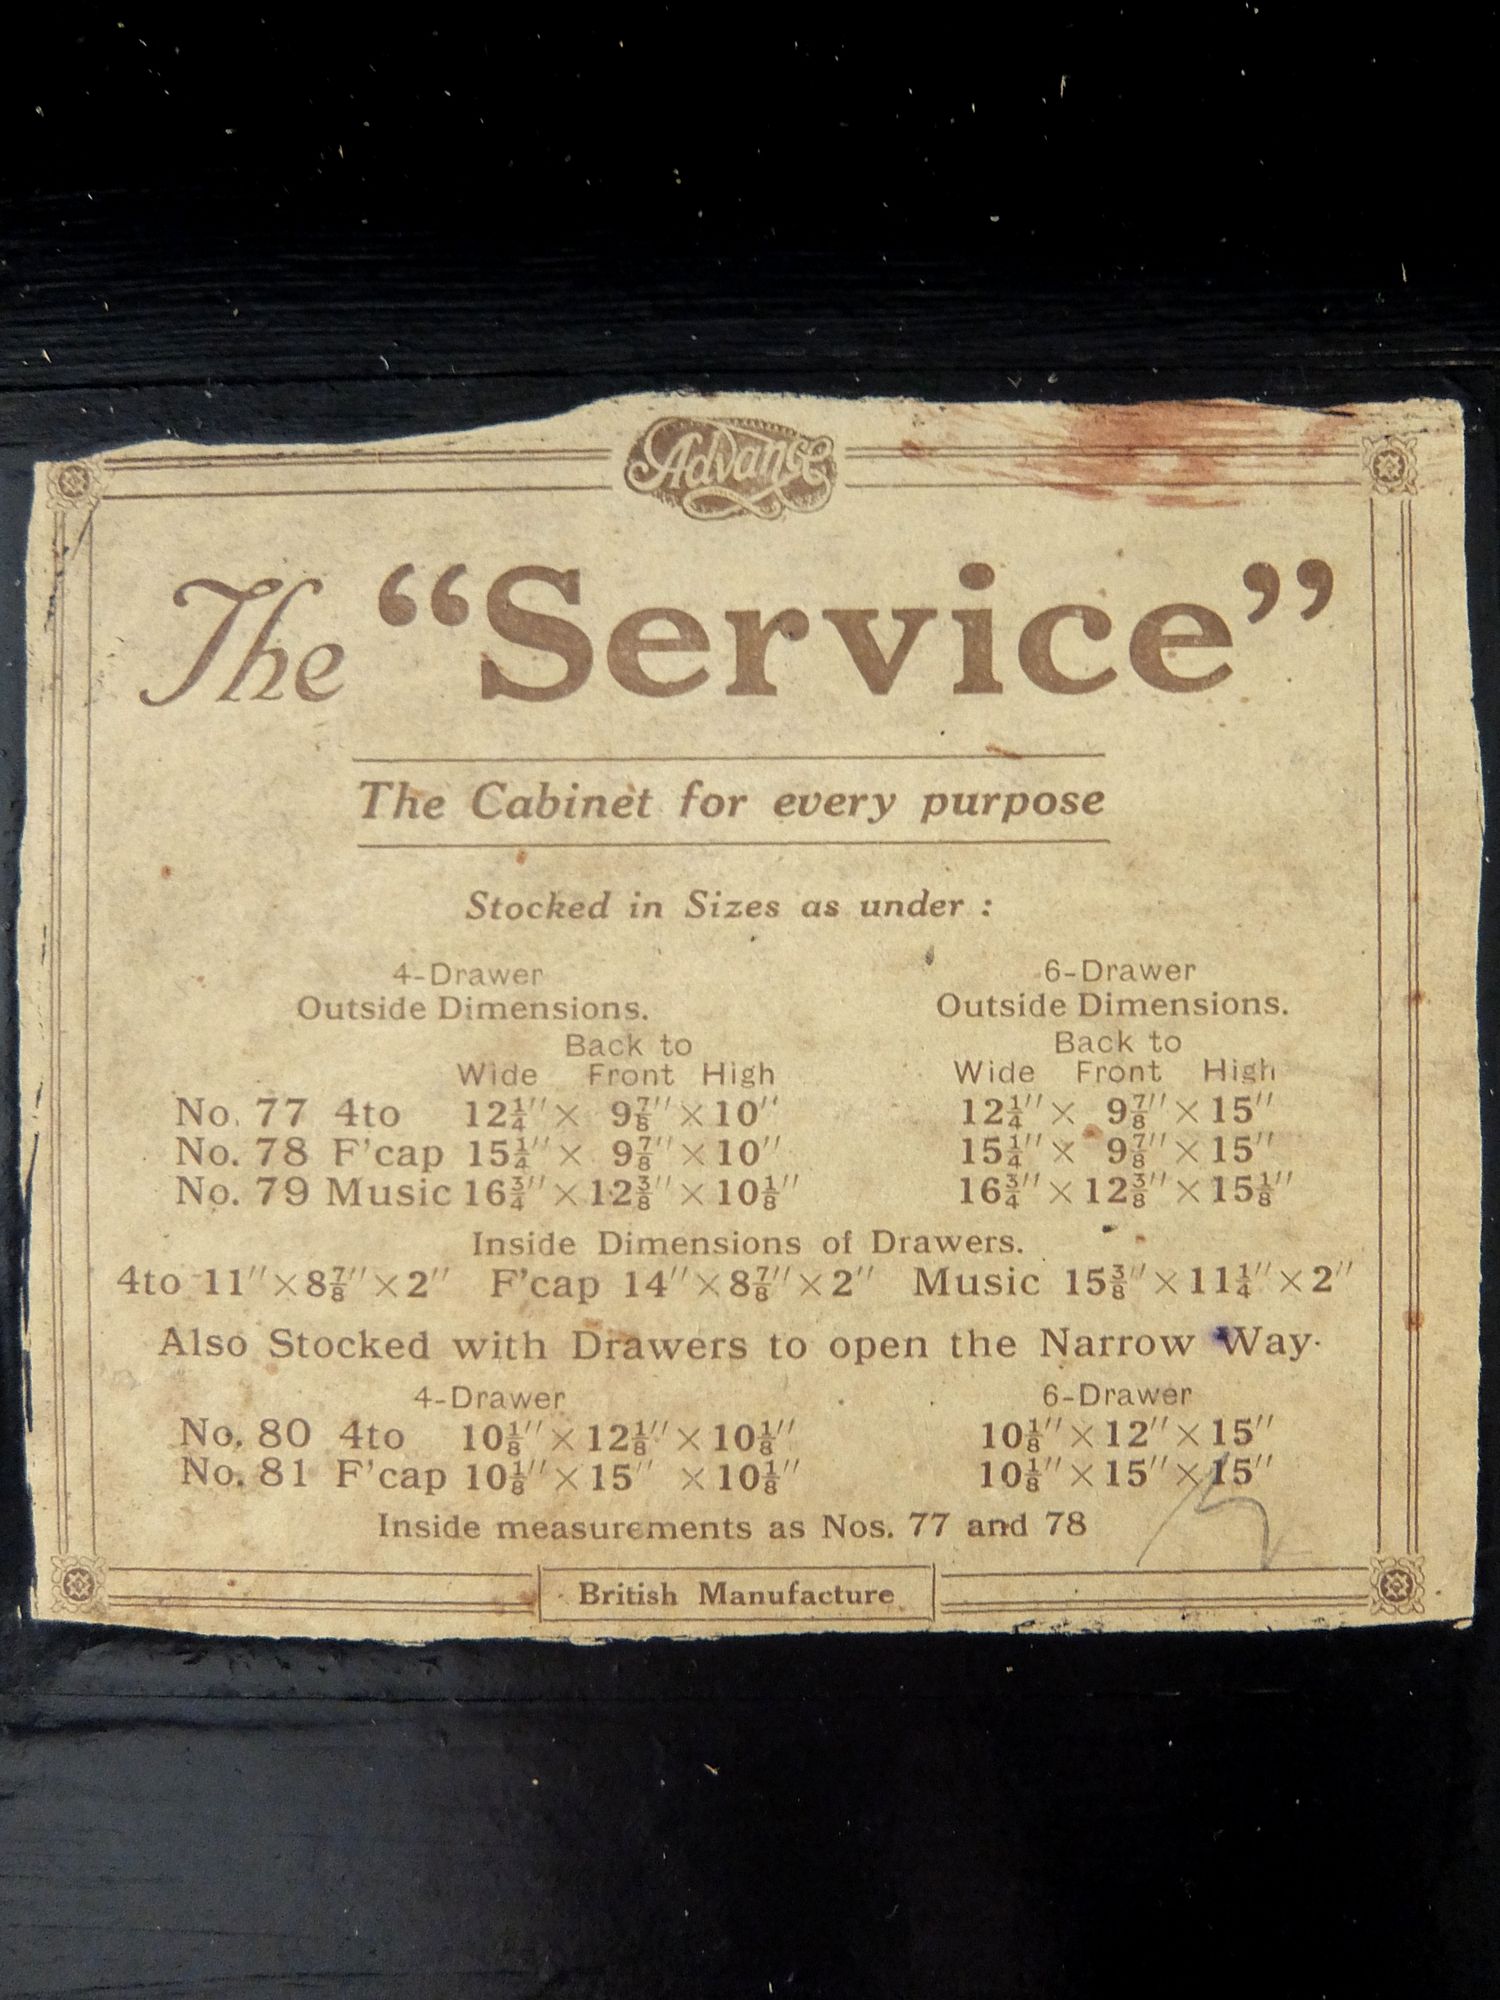 Advance
The “Service”
The Cabinet for every purpose
Stocked in Sizes as under :
4-Drawer 6-Drawer
Outside Dimensions. Outside Dimensions.
Back to Back to
Wide Front High Wide Front High
No. 77 4to 12¼″ × 9⅞″ × 10″ 12¼″ × 9⅞″ × 15″
No. 78 F’cap 15¼″ × 9⅞″ × 10″ 15¼″ × 9⅞″ × 15″
No. 79 Music 16¾″ × 12⅜″ × 10⅛″ 16¾″ × 12⅜″ × 15⅛″
Inside Dimensions of Drawers.
4to 11″ × 8⅞″ × 2″ F’cap 14″ × 8⅞″ × 2″ Music 15⅜″ × 11¼″ × 2″
Also Stocked with Drawers to open the Narrow Way.
4-Drawer 6-Drawer
No. 80 4to 10⅛″ × 12⅛″ × 10⅛″ 10⅛″ × 12″ × 15″
No. 81 F’cap 10⅛″ × 15″ × 10⅛″ 10⅛″ × 15″ × 15″
Inside measurements as Nos. 77 and 78
British Manufacture